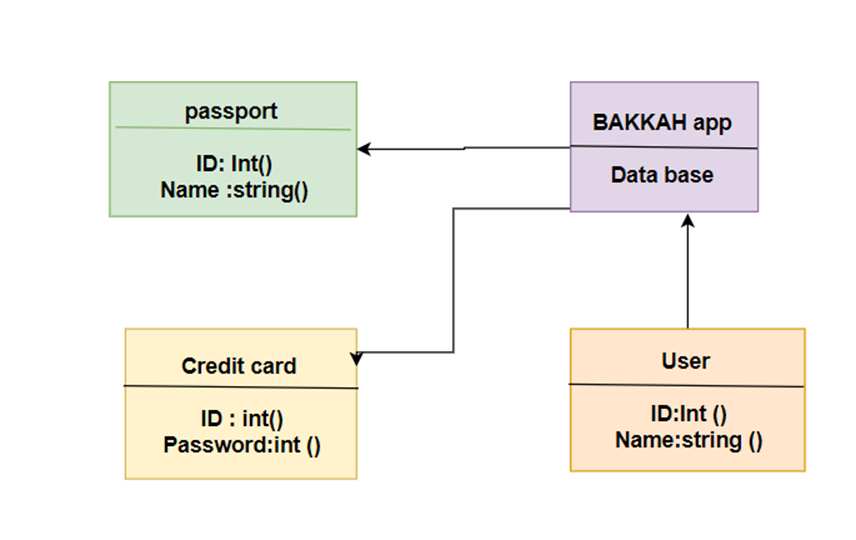 passport
ID: Int()
Name :string()
BAKKAH app
Data base
Credit card
ID : int()
Password:int ()
User
ID:Int ()
Name:string ()